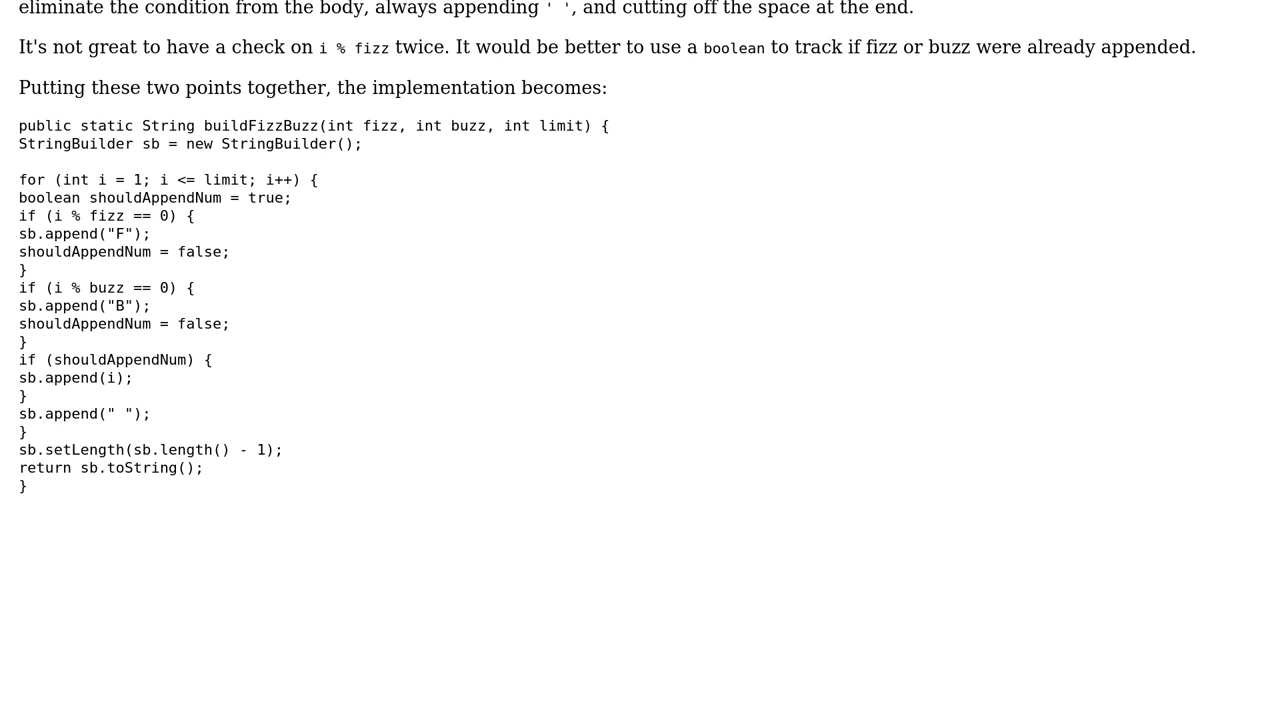 eliminate the condition from the body, always appending ' ', and cutting off the space at the end.
It's not great to have a check on i % fizz twice. It would be better to use a boolean to track if fizz or buzz were already appended.
Putting these two points together, the implementation becomes:
public static String buildFizzBuzz(int fizz, int buzz, int limit) {
StringBuilder sb = new StringBuilder();

for (int i = 1; i <= limit; i++) {
boolean shouldAppendNum = true;
if (i % fizz == 0) {
sb.append("F");
shouldAppendNum = false;
}
if (i % buzz == 0) {
sb.append("B");
shouldAppendNum = false;
}
if (shouldAppendNum) {
sb.append(i);
}
sb.append(" ");
}
sb.setLength(sb.length() - 1);
return sb.toString();
}